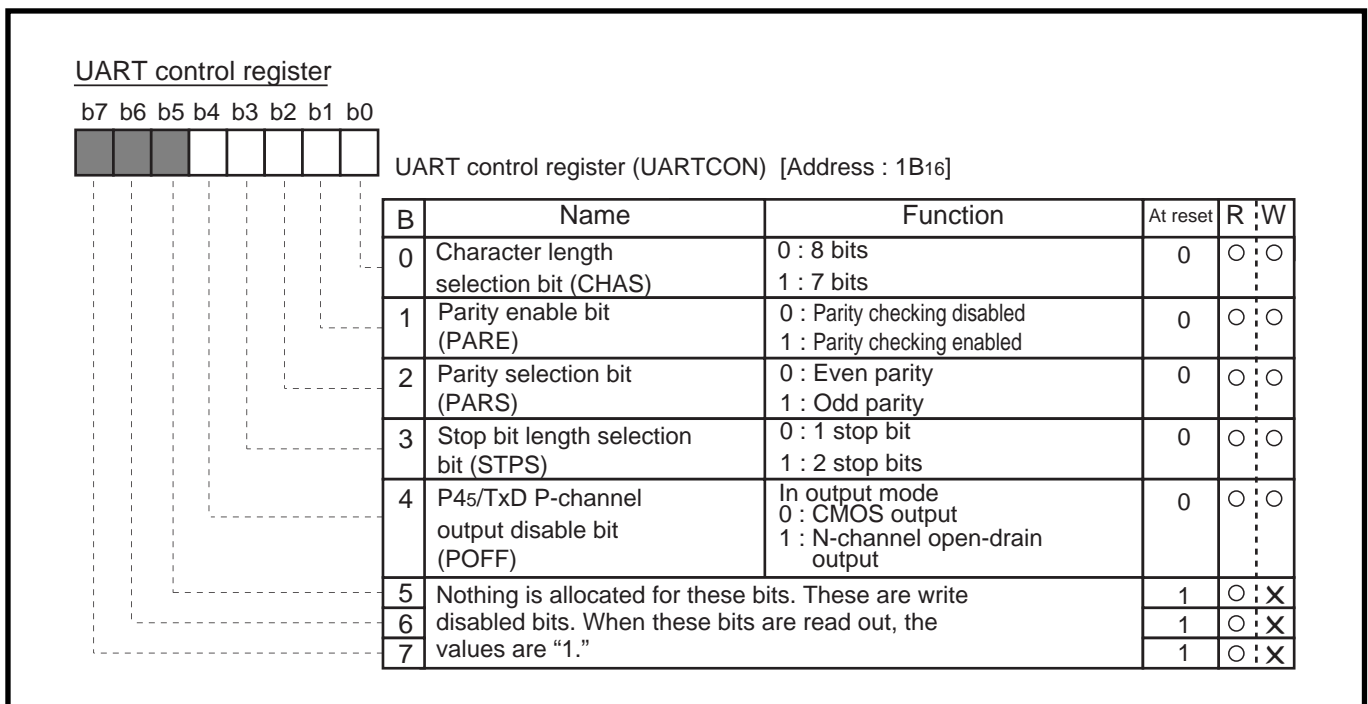 UART control register
b7 b6 b5 b4 b3 b2 b1 b0
UART control register (UARTCON) [Address : 1B16]
B Name Function At reset R W
0 Character length selection bit (CHAS) 0 : 8 bits 1 : 7 bits 0 ○ ○
1 Parity enable bit (PARE) 0 : Parity checking disabled 1 : Parity checking enabled 0 ○ ○
2 Parity selection bit (PARS) 0 : Even parity 1 : Odd parity 0 ○ ○
3 Stop bit length selection bit (STPS) 0 : 1 stop bit 1 : 2 stop bits 0 ○ ○
4 P45/TxD P-channel output disable bit (POFF) In output mode 0 : CMOS output 1 : N-channel open-drain output 0 ○ ○
5 Nothing is allocated for these bits. These are write 1 ○ ×
6 disabled bits. When these bits are read out, the 1 ○ ×
7 values are “1.” 1 ○ ×